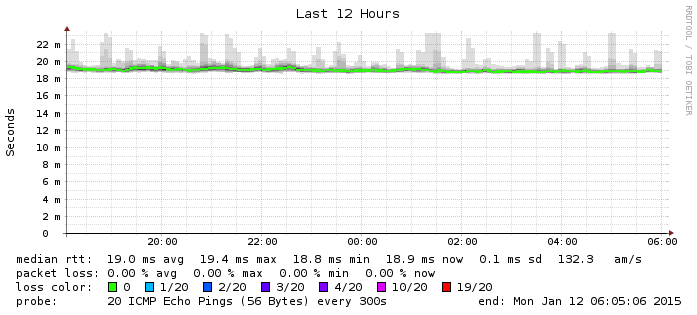 Last 12 Hours
RRDTOOL / TOBI OETIKER
Seconds
22 m
20 m
18 m
16 m
14 m
12 m
10 m
8 m
6 m
4 m
2 m
0
20:00 22:00 00:00 02:00 04:00 06:00
median rtt: 19.0 ms avg 19.4 ms max 18.8 ms min 18.9 ms now 0.1 ms sd 132.3 am/s
packet loss: 0.00 % avg 0.00 % max 0.00 % min 0.00 % now
loss color: 0 1/20 2/20 3/20 4/20 10/20 19/20
probe: 20 ICMP Echo Pings (56 Bytes) every 300s end: Mon Jan 12 06:05:06 2015